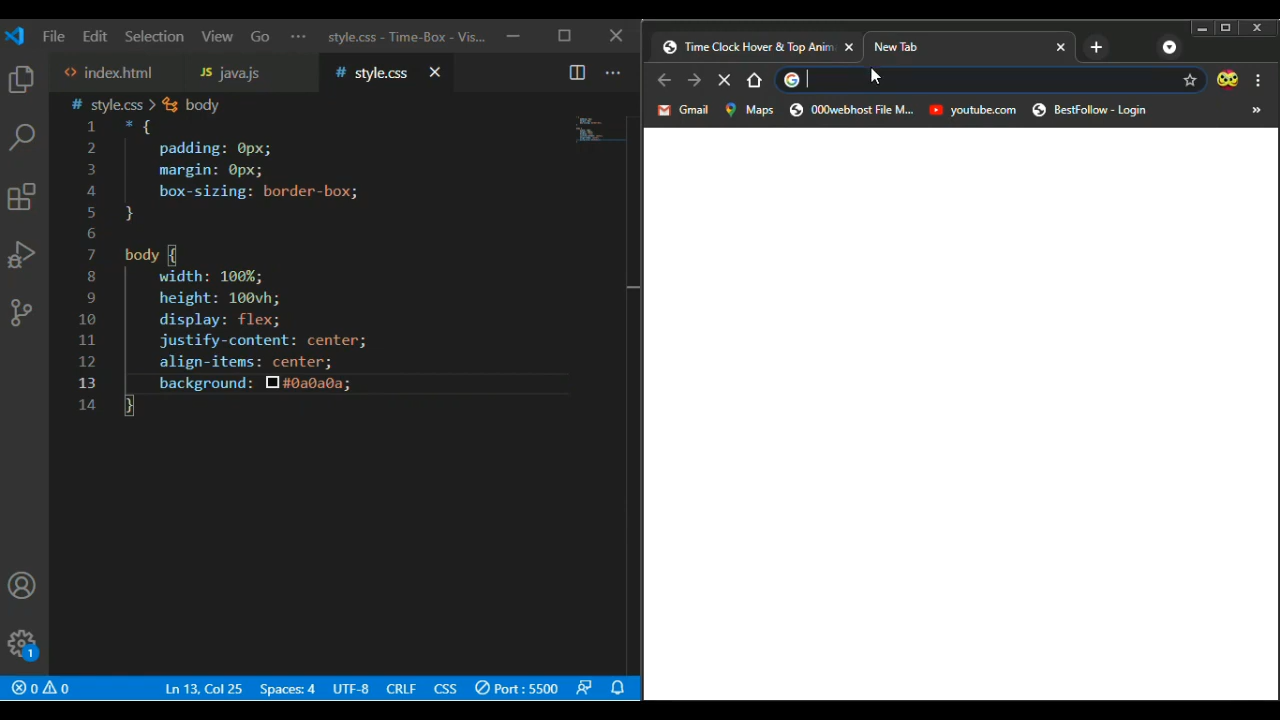 File Edit Selection View Go ··· style.css - Time-Box - Vis...
index.html JS java.js # style.css
# style.css > body
1 * {
2 padding: 0px;
3 margin: 0px;
4 box-sizing: border-box;
5 }
6
7 body {
8 width: 100%;
9 height: 100vh;
10 display: flex;
11 justify-content: center;
12 align-items: center;
13 background: #0a0a0a;
14 }
1
0 0 Ln 13, Col 25 Spaces: 4 UTF-8 CRLF CSS Port : 5500
Time Clock Hover & Top Anim New Tab
Gmail Maps 000webhost File M... youtube.com BestFollow - Login »